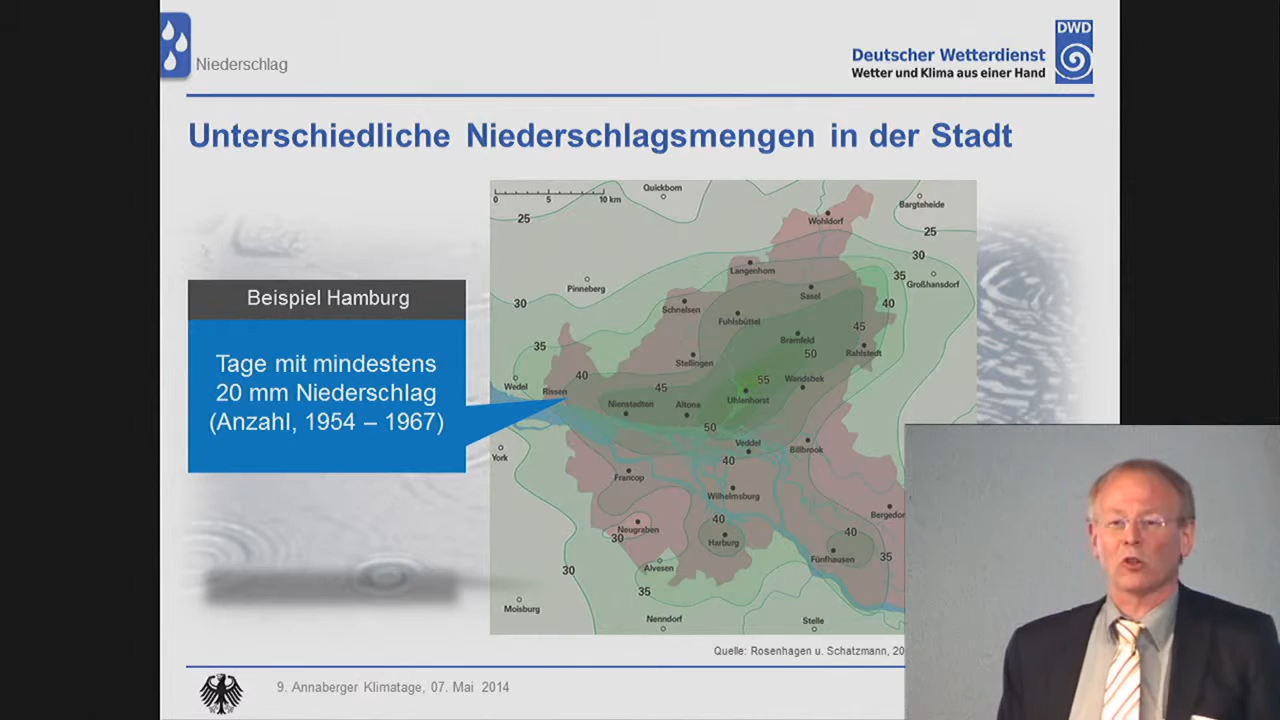 Niederschlag
DWD
Deutscher Wetterdienst
Wetter und Klima aus einer Hand
Unterschiedliche Niederschlagsmengen in der Stadt
Beispiel Hamburg
Tage mit mindestens
20 mm Niederschlag
(Anzahl, 1954 – 1967)
0 5 10 km
Quickborn
Bargteheide
25
Wohldorf
25
30
Langenhorn
35
Großhansdorf
Pinneberg
Sasel
30
Schnelsen
40
Fuhlsbüttel
45
Bramfeld
35
Stellingen
50
Rahlstedt
40
55
Wandsbek
Wedel
Rissen
45
Uhlenhorst
Nienstedten
Altona
50
Veddel
Billbrook
York
40
Francop
Wilhelmsburg
Bergedor
40
Neugraben
30
Harburg
40
Fünfhausen
35
30
Alvesen
35
Moisburg
Nenndorf
Stelle
Quelle: Rosenhagen u. Schatzmann, 20
9. Annaberger Klimatage, 07. Mai 2014